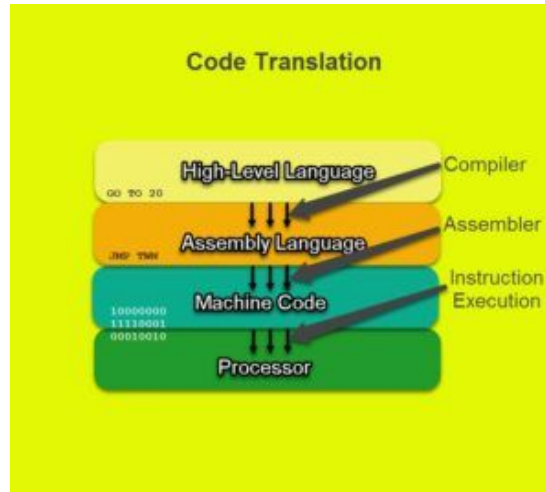 Code Translation
High-Level Language
GO TO 20
Compiler
Assembly Language
JMP TWN
Assembler
Machine Code
10000000
11110001
00010010
Instruction
Execution
Processor